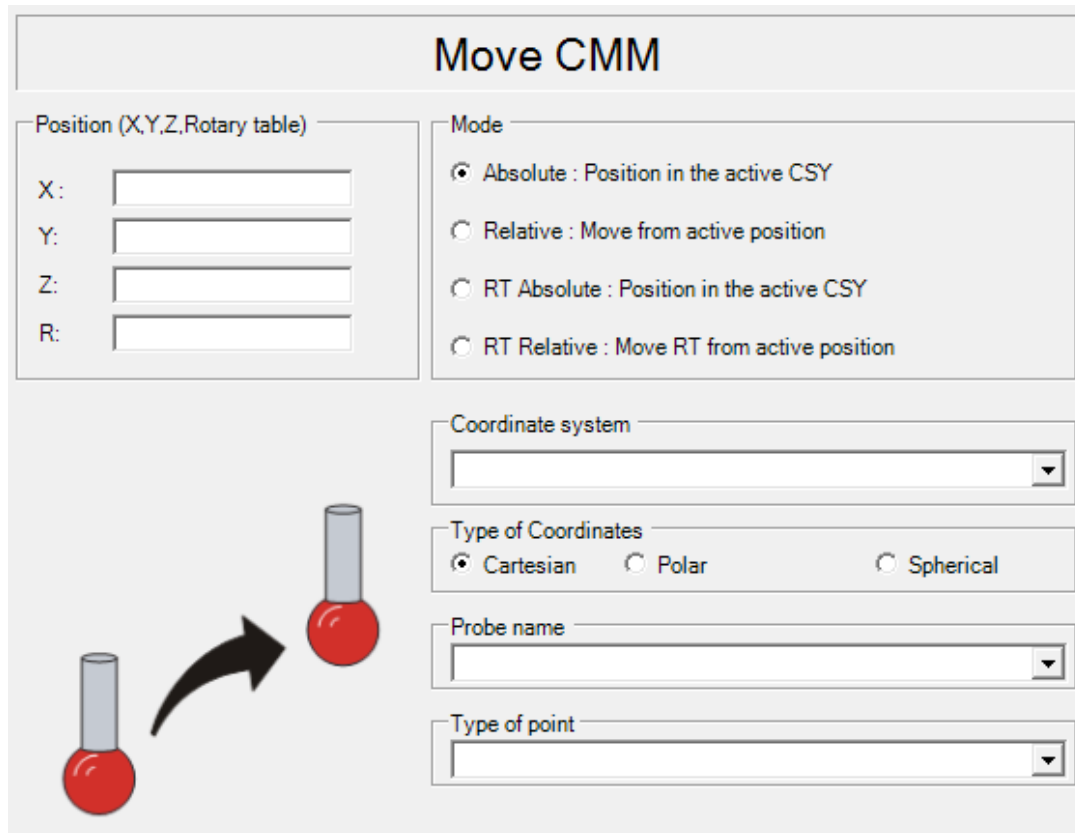 Move CMM
Position (X,Y,Z,Rotary table)
X :
Y:
Z:
R:
Mode
Absolute : Position in the active CSY
Relative : Move from active position
RT Absolute : Position in the active CSY
RT Relative : Move RT from active position
Coordinate system
Type of Coordinates
Cartesian Polar Spherical
Probe name
Type of point